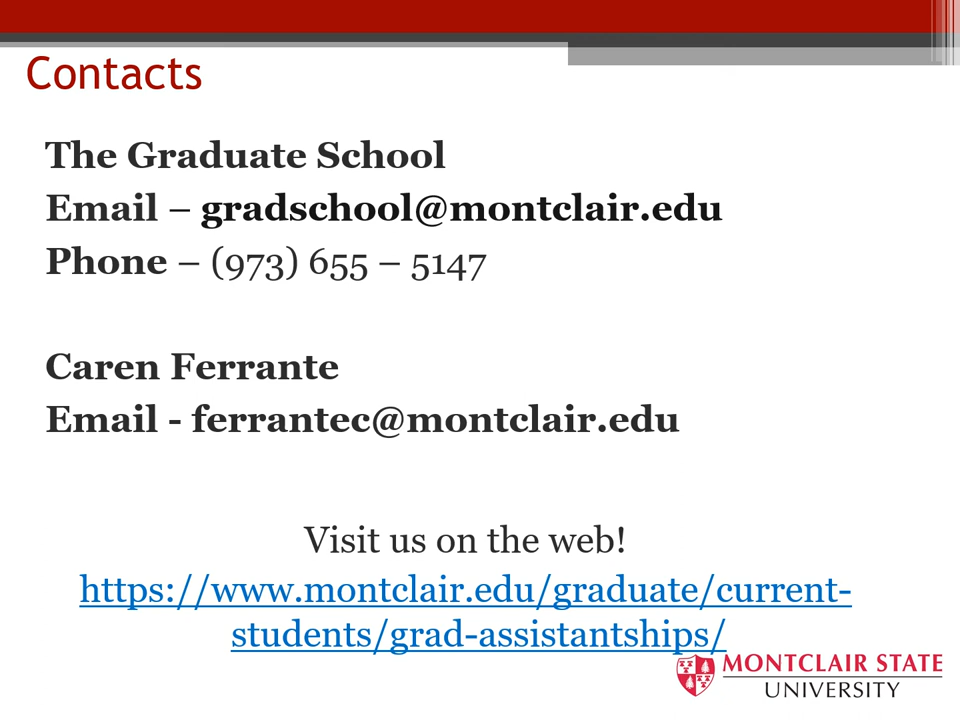 Contacts
The Graduate School
Email – gradschool@montclair.edu
Phone – (973) 655 – 5147
Caren Ferrante
Email - ferrantec@montclair.edu
Visit us on the web!
https://www.montclair.edu/graduate/current-
students/grad-assistantships/
MONTCLAIR STATE
UNIVERSITY